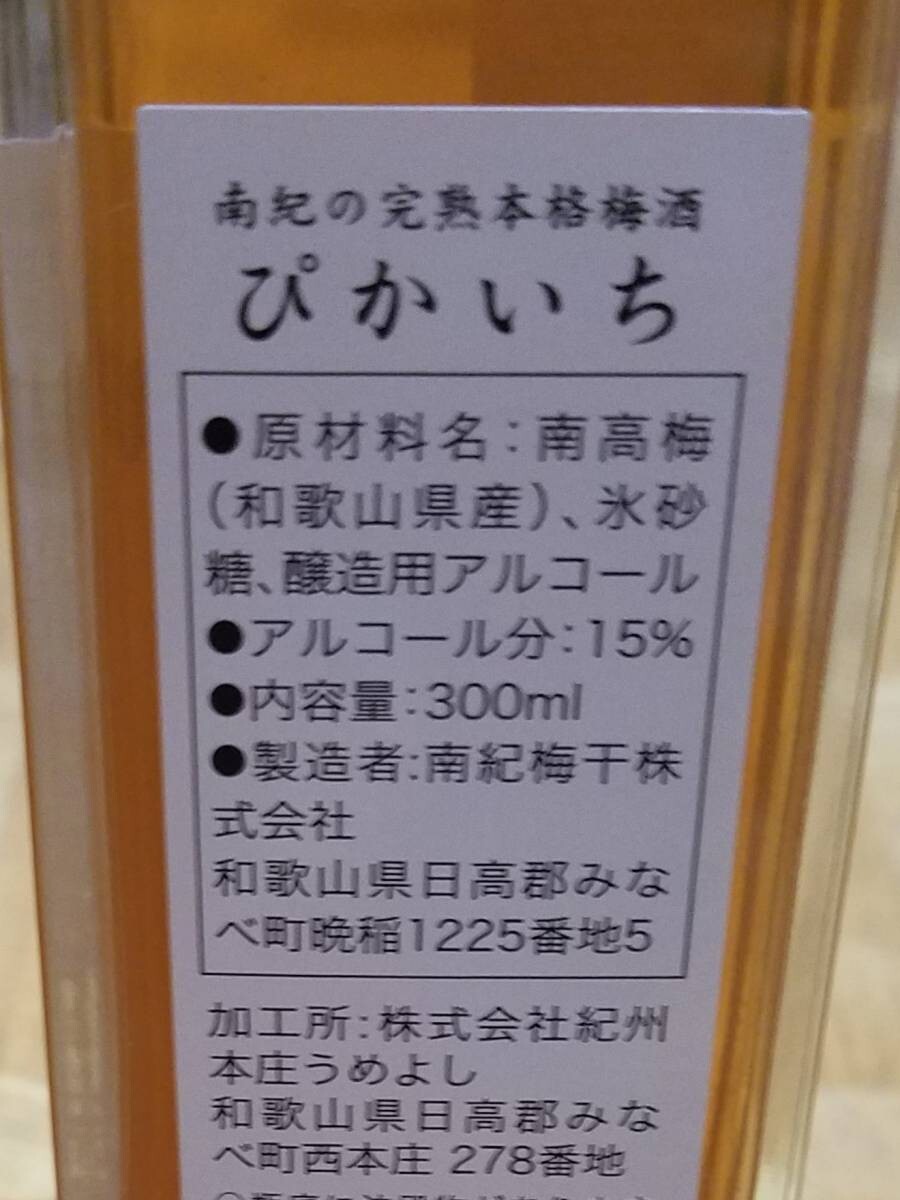 南紀の完熟本格梅酒
ぴかいち
●原材料名：南高梅
（和歌山県産）、氷砂
糖、醸造用アルコール
●アルコール分：15%
●内容量：300ml
●製造者：南紀梅干株
式会社
和歌山県日高郡みな
べ町晩稲1225番地5
加工所：株式会社紀州
本庄うめよし
和歌山県日高郡みな
べ町西本庄 278番地